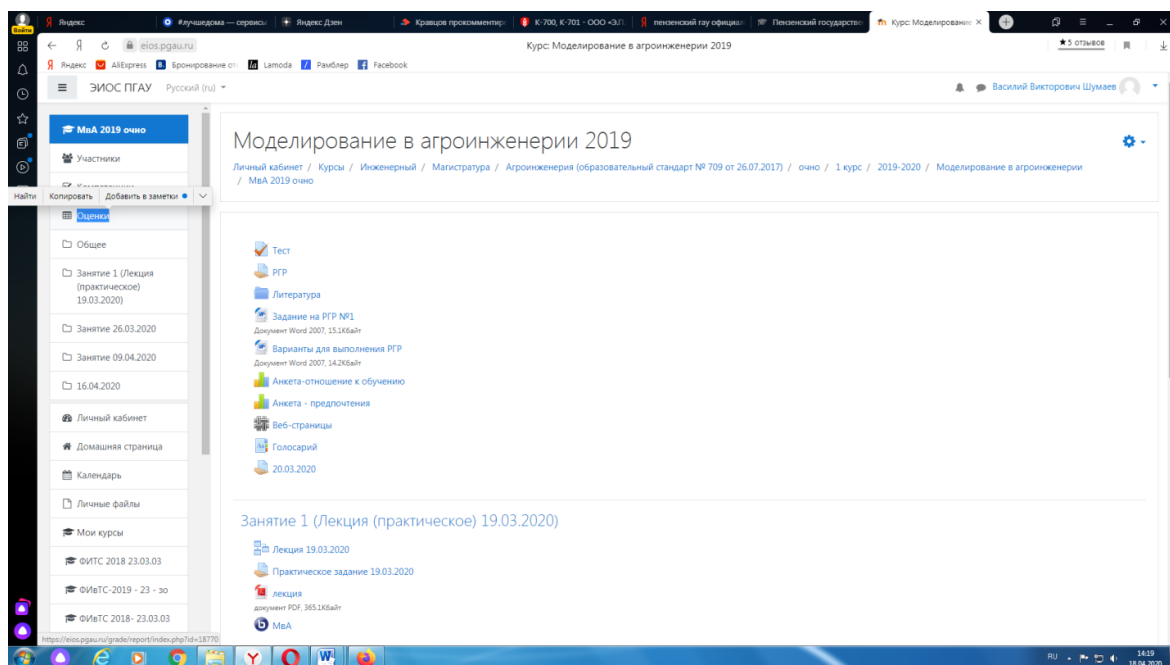 Войти
Яндекс
#лучшедома — сервисы
Яндекс Дзен
Кравцов прокомментир
К-700, К-701 - ООО «З.П.
пензенский гау официал
Пензенский государстве
Курс: Моделирование
eios.pgau.ru
Курс: Моделирование в агроинженерии 2019
★ 5 отзывов
Яндекс
AliExpress
Бронирование от
Lamoda
Рамблер
Facebook
ЭИОС ПГАУ
Русский (ru)
Василий Викторович Шумаев
МвА 2019 очно
Участники
Найти Копировать Добавить в заметки
Оценки
Общее
Занятие 1 (Лекция
(практическое)
19.03.2020)
Занятие 26.03.2020
Занятие 09.04.2020
16.04.2020
Личный кабинет
Домашняя страница
Календарь
Личные файлы
Мои курсы
ФИТС 2018 23.03.03
ФИвТС-2019 - 23 - зо
ФИвТС 2018- 23.03.03
https://eios.pgau.ru/grade/report/index.php?id=18770
Моделирование в агроинженерии 2019
Личный кабинет / Курсы / Инженерный / Магистратура / Агроинженерия (образовательный стандарт № 709 от 26.07.2017) / очно / 1 курс / 2019-2020 / Моделирование в агроинженерии
/ МвА 2019 очно
Тест
РГР
Литература
Задание на РГР №1
Документ Word 2007, 15.1Кбайт
Варианты для выполнения РГР
Документ Word 2007, 14.2Кбайт
Анкета-отношение к обучению
Анкета - предпочтения
Веб-страницы
Голосарий
20.03.2020
Занятие 1 (Лекция (практическое) 19.03.2020)
Лекция 19.03.2020
Практическое задание 19.03.2020
лекция
документ PDF, 365.1Кбайт
МвА
RU
14:19
18.04.2020